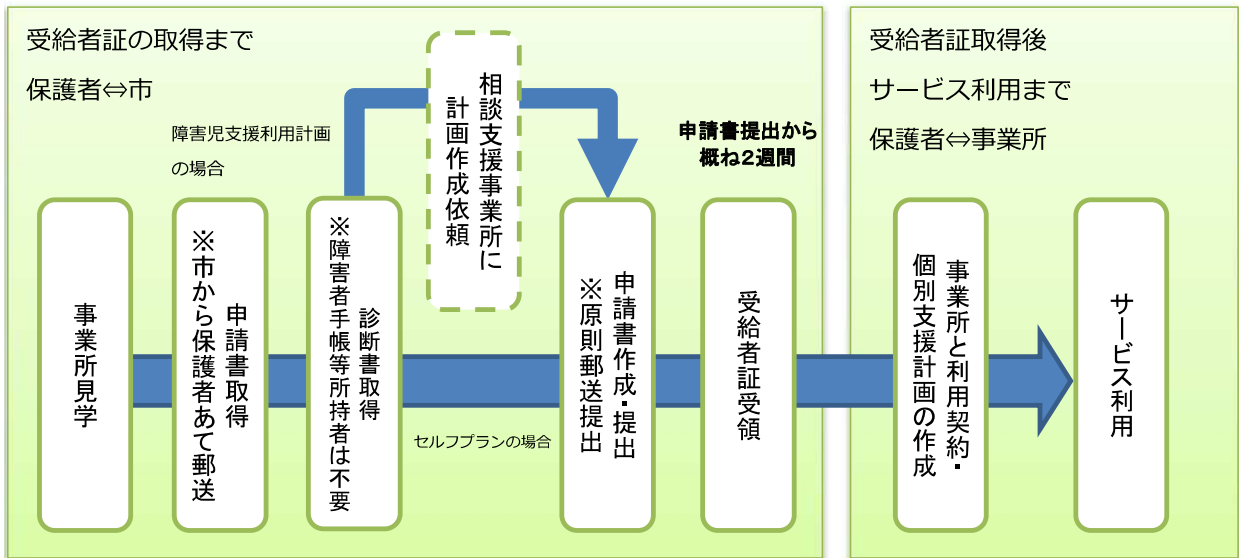 受給者証の取得まで
保護者⇔市
障害児支援利用計画
の場合
事業所見学
申請書取得
※市から保護者あて郵送
診断書取得
※障害者手帳等所持者は不要
相談支援事業所に
計画作成依頼
セルフプランの場合
申請書作成・提出
※原則郵送提出
申請書提出から
概ね2週間
受給者証受領
受給者証取得後
サービス利用まで
保護者⇔事業所
事業所と利用契約・
個別支援計画の作成
サービス利用